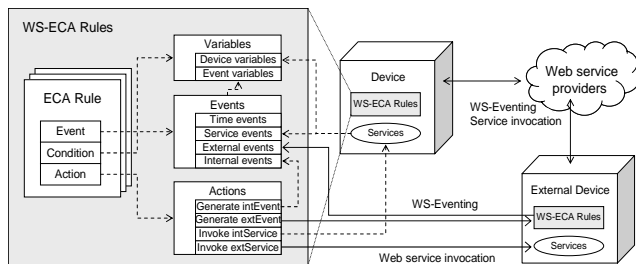 WS-ECA Rules
ECA Rule
Event
Condition
Action
Variables
Device variables
Event variables
Events
Time events
Service events
External events
Internal events
Actions
Generate intEvent
Generate extEvent
Invoke intService
Invoke extService
Device
WS-ECA Rules
Services
Web service
providers
WS-Eventing
Service invocation
External Device
WS-ECA Rules
Services
WS-Eventing
Web service invocation